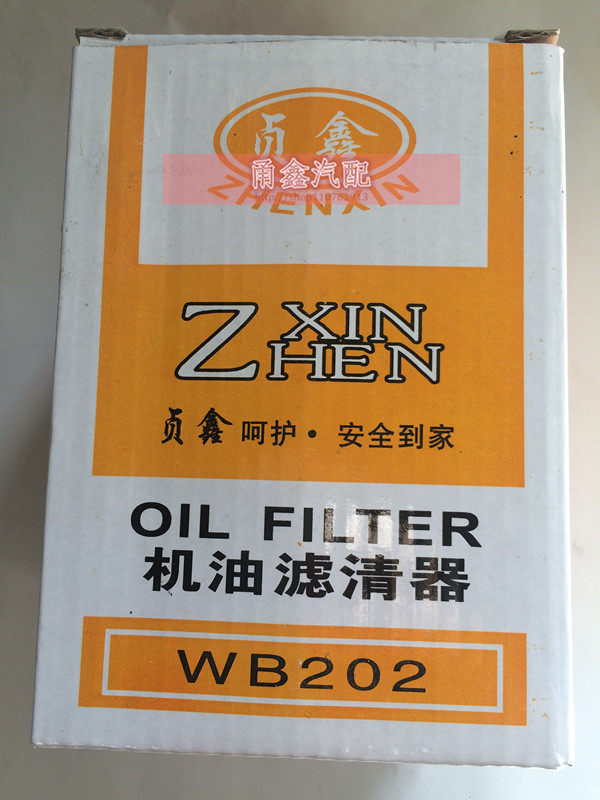 贞鑫
甬鑫汽配
ZHENXIN
XIN
ZHEN
贞鑫 呵护·安全到家
OIL FILTER
机油滤清器
WB202